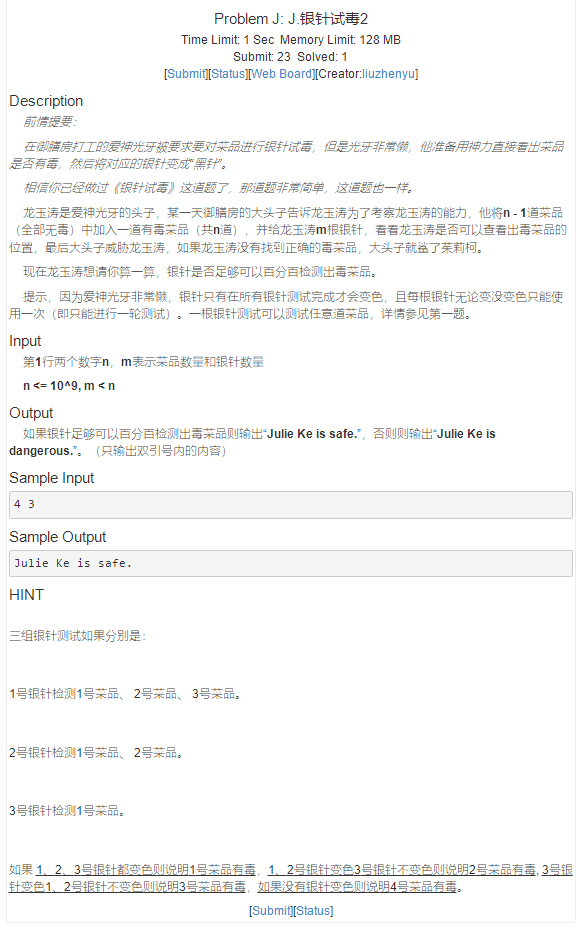 Problem J: J.银针试毒2
Time Limit: 1 Sec  Memory Limit: 128 MB
Submit: 23  Solved: 1
[Submit][Status][Web Board][Creator:liuzhenyu]
Description
前情提要：
在御膳房打工的爱神光牙被要求要对菜品进行银针试毒，但是光牙非常懒，他准备用神力直接看出菜品
是否有毒，然后将对应的银针变成“黑针”。
相信你已经做过《银针试毒》这道题了，那道题非常简单，这道题也一样。
龙玉涛是爱神光牙的头子，某一天御膳房的大头子告诉龙玉涛为了考察龙玉涛的能力，他将n - 1道菜品
（全部无毒）中加入一道有毒菜品（共n道），并给龙玉涛m根银针，看看龙玉涛是否可以查看出毒菜品的
位置，最后大头子威胁龙玉涛，如果龙玉涛没有找到正确的毒菜品，大头子就鲨了茱莉柯。
现在龙玉涛想请你算一算，银针是否足够可以百分百检测出毒菜品。
提示，因为爱神光牙非常懒，银针只有在所有银针测试完成才会变色，且每根银针无论变没变色只能使
用一次（即只能进行一轮测试）。一根银针测试可以测试任意道菜品，详情参见第一题。
Input
第1行两个数字n，m表示菜品数量和银针数量
n <= 10^9, m < n
Output
如果银针足够可以百分百检测出毒菜品则输出“Julie Ke is safe.”，否则则输出“Julie Ke is
dangerous.”。（只输出双引号内的内容）
Sample Input
4 3
Sample Output
Julie Ke is safe.
HINT
三组银针测试如果分别是：
1号银针检测1号菜品、 2号菜品、 3号菜品。
2号银针检测1号菜品、 2号菜品。
3号银针检测1号菜品。
如果 1、2、3号银针都变色则说明1号菜品有毒，1、2号银针变色3号银针不变色则说明2号菜品有毒, 3号银
针变色1、2号银针不变色则说明3号菜品有毒，如果没有银针变色则说明4号菜品有毒。
[Submit][Status]